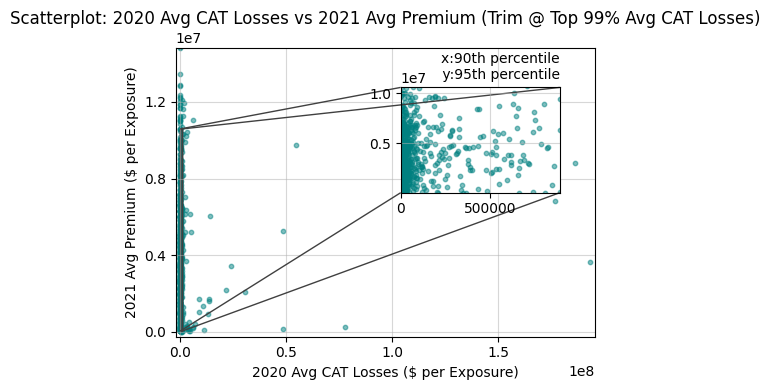 Scatterplot: 2020 Avg CAT Losses vs 2021 Avg Premium (Trim @ Top 99% Avg CAT Losses)
1e7
x:90th percentile
y:95th percentile
1e7
1.0
0.5
0
500000
1.2
0.8
0.4
0.0
2021 Avg Premium ($ per Exposure)
0.0
0.5
1.0
1.5
1e8
2020 Avg CAT Losses ($ per Exposure)